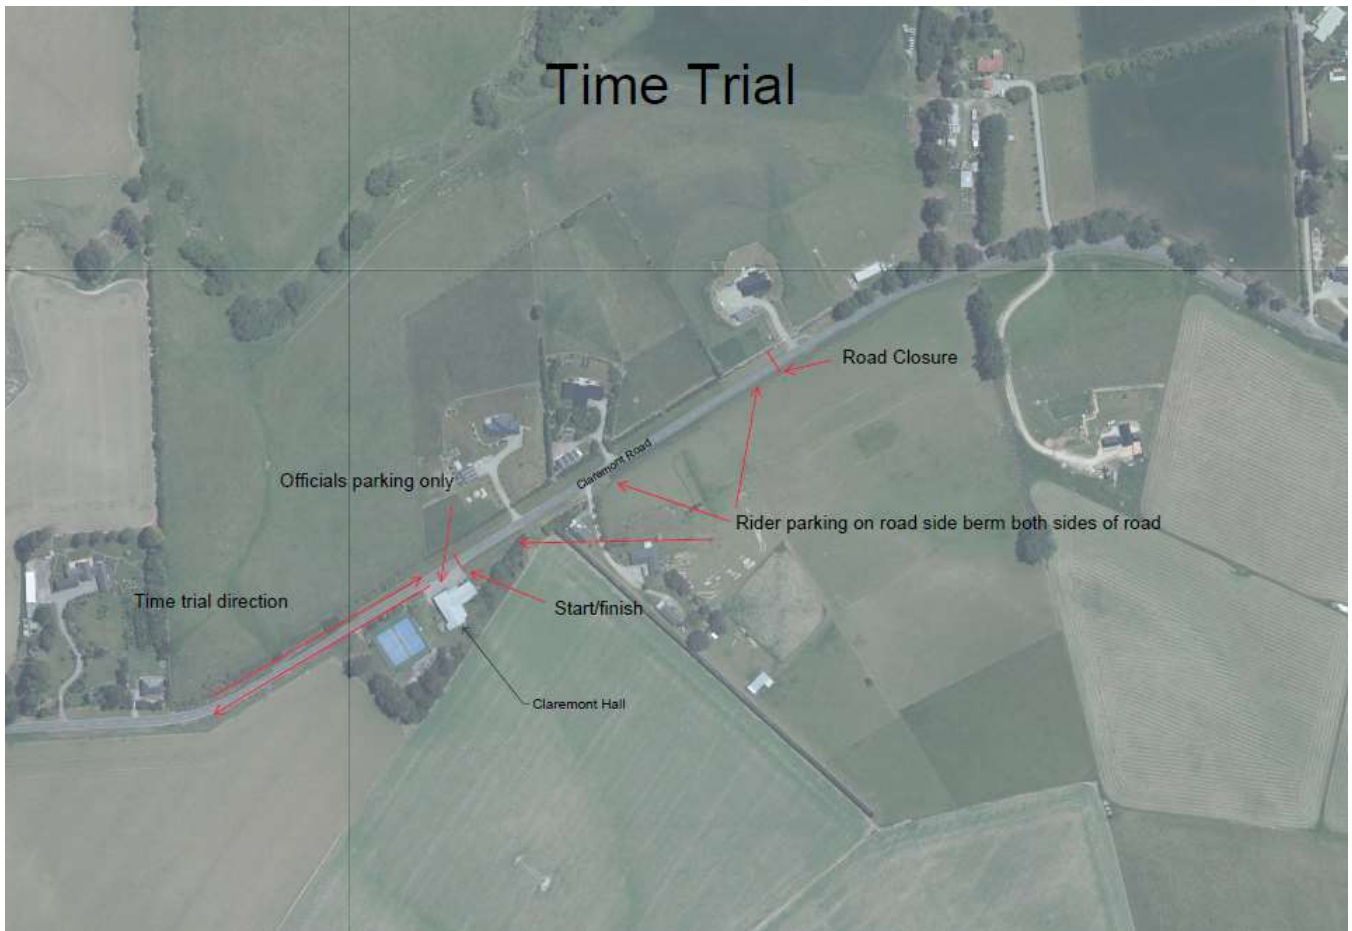 Time Trial
Road Closure
Claremont Road
Officials parking only
Rider parking on road side berm both sides of road
Time trial direction
Start/finish
Claremont Hall